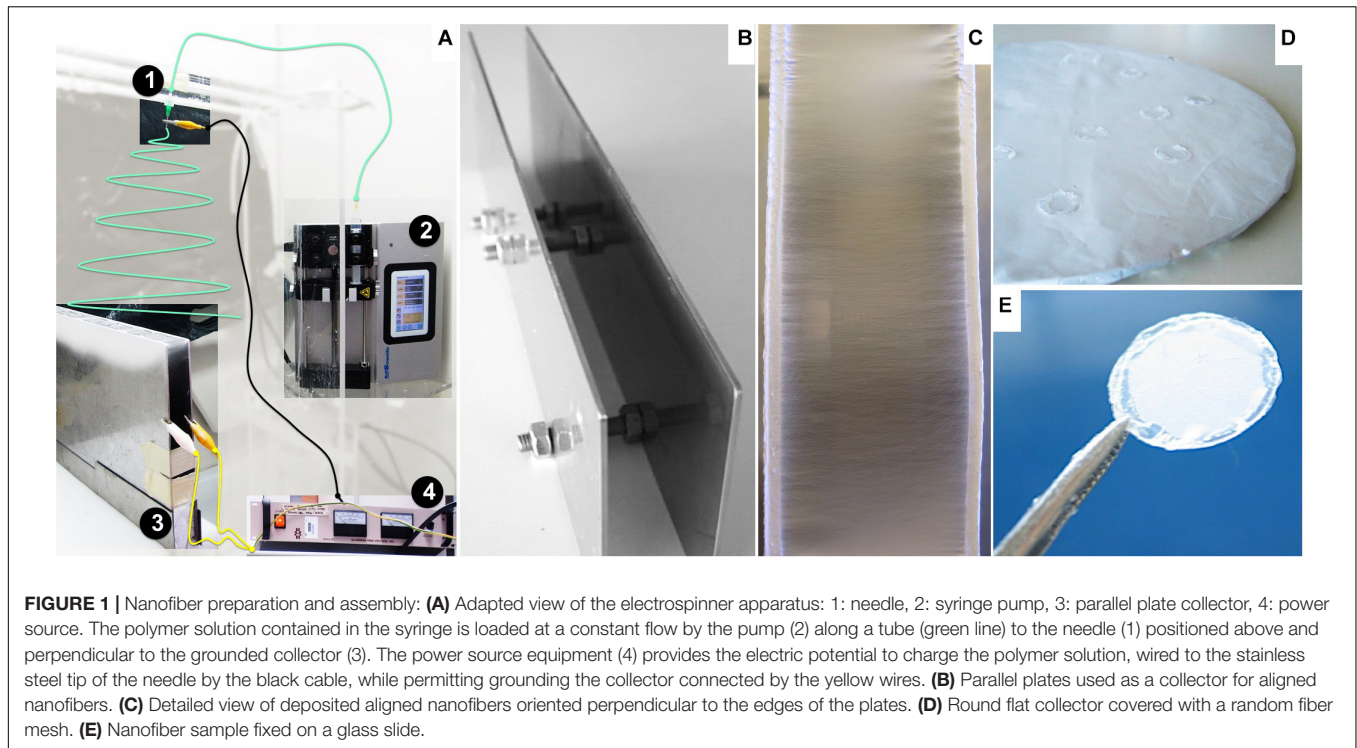 A
B
C
D
E
1
2
3
4
FIGURE 1 | Nanofiber preparation and assembly: (A) Adapted view of the electrospinner apparatus: 1: needle, 2: syringe pump, 3: parallel plate collector, 4: power
source. The polymer solution contained in the syringe is loaded at a constant flow by the pump (2) along a tube (green line) to the needle (1) positioned above and
perpendicular to the grounded collector (3). The power source equipment (4) provides the electric potential to charge the polymer solution, wired to the stainless
steel tip of the needle by the black cable, while permitting grounding the collector connected by the yellow wires. (B) Parallel plates used as a collector for aligned
nanofibers. (C) Detailed view of deposited aligned nanofibers oriented perpendicular to the edges of the plates. (D) Round flat collector covered with a random fiber
mesh. (E) Nanofiber sample fixed on a glass slide.